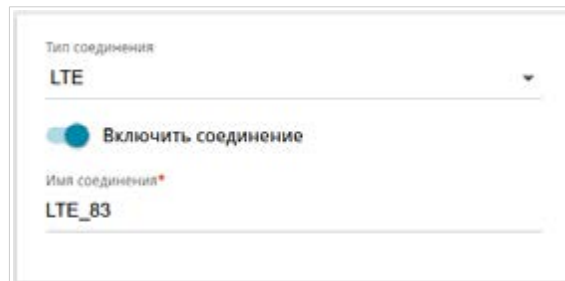 Тип соединения
LTE
Включить соединение
Имя соединения*
LTE_83